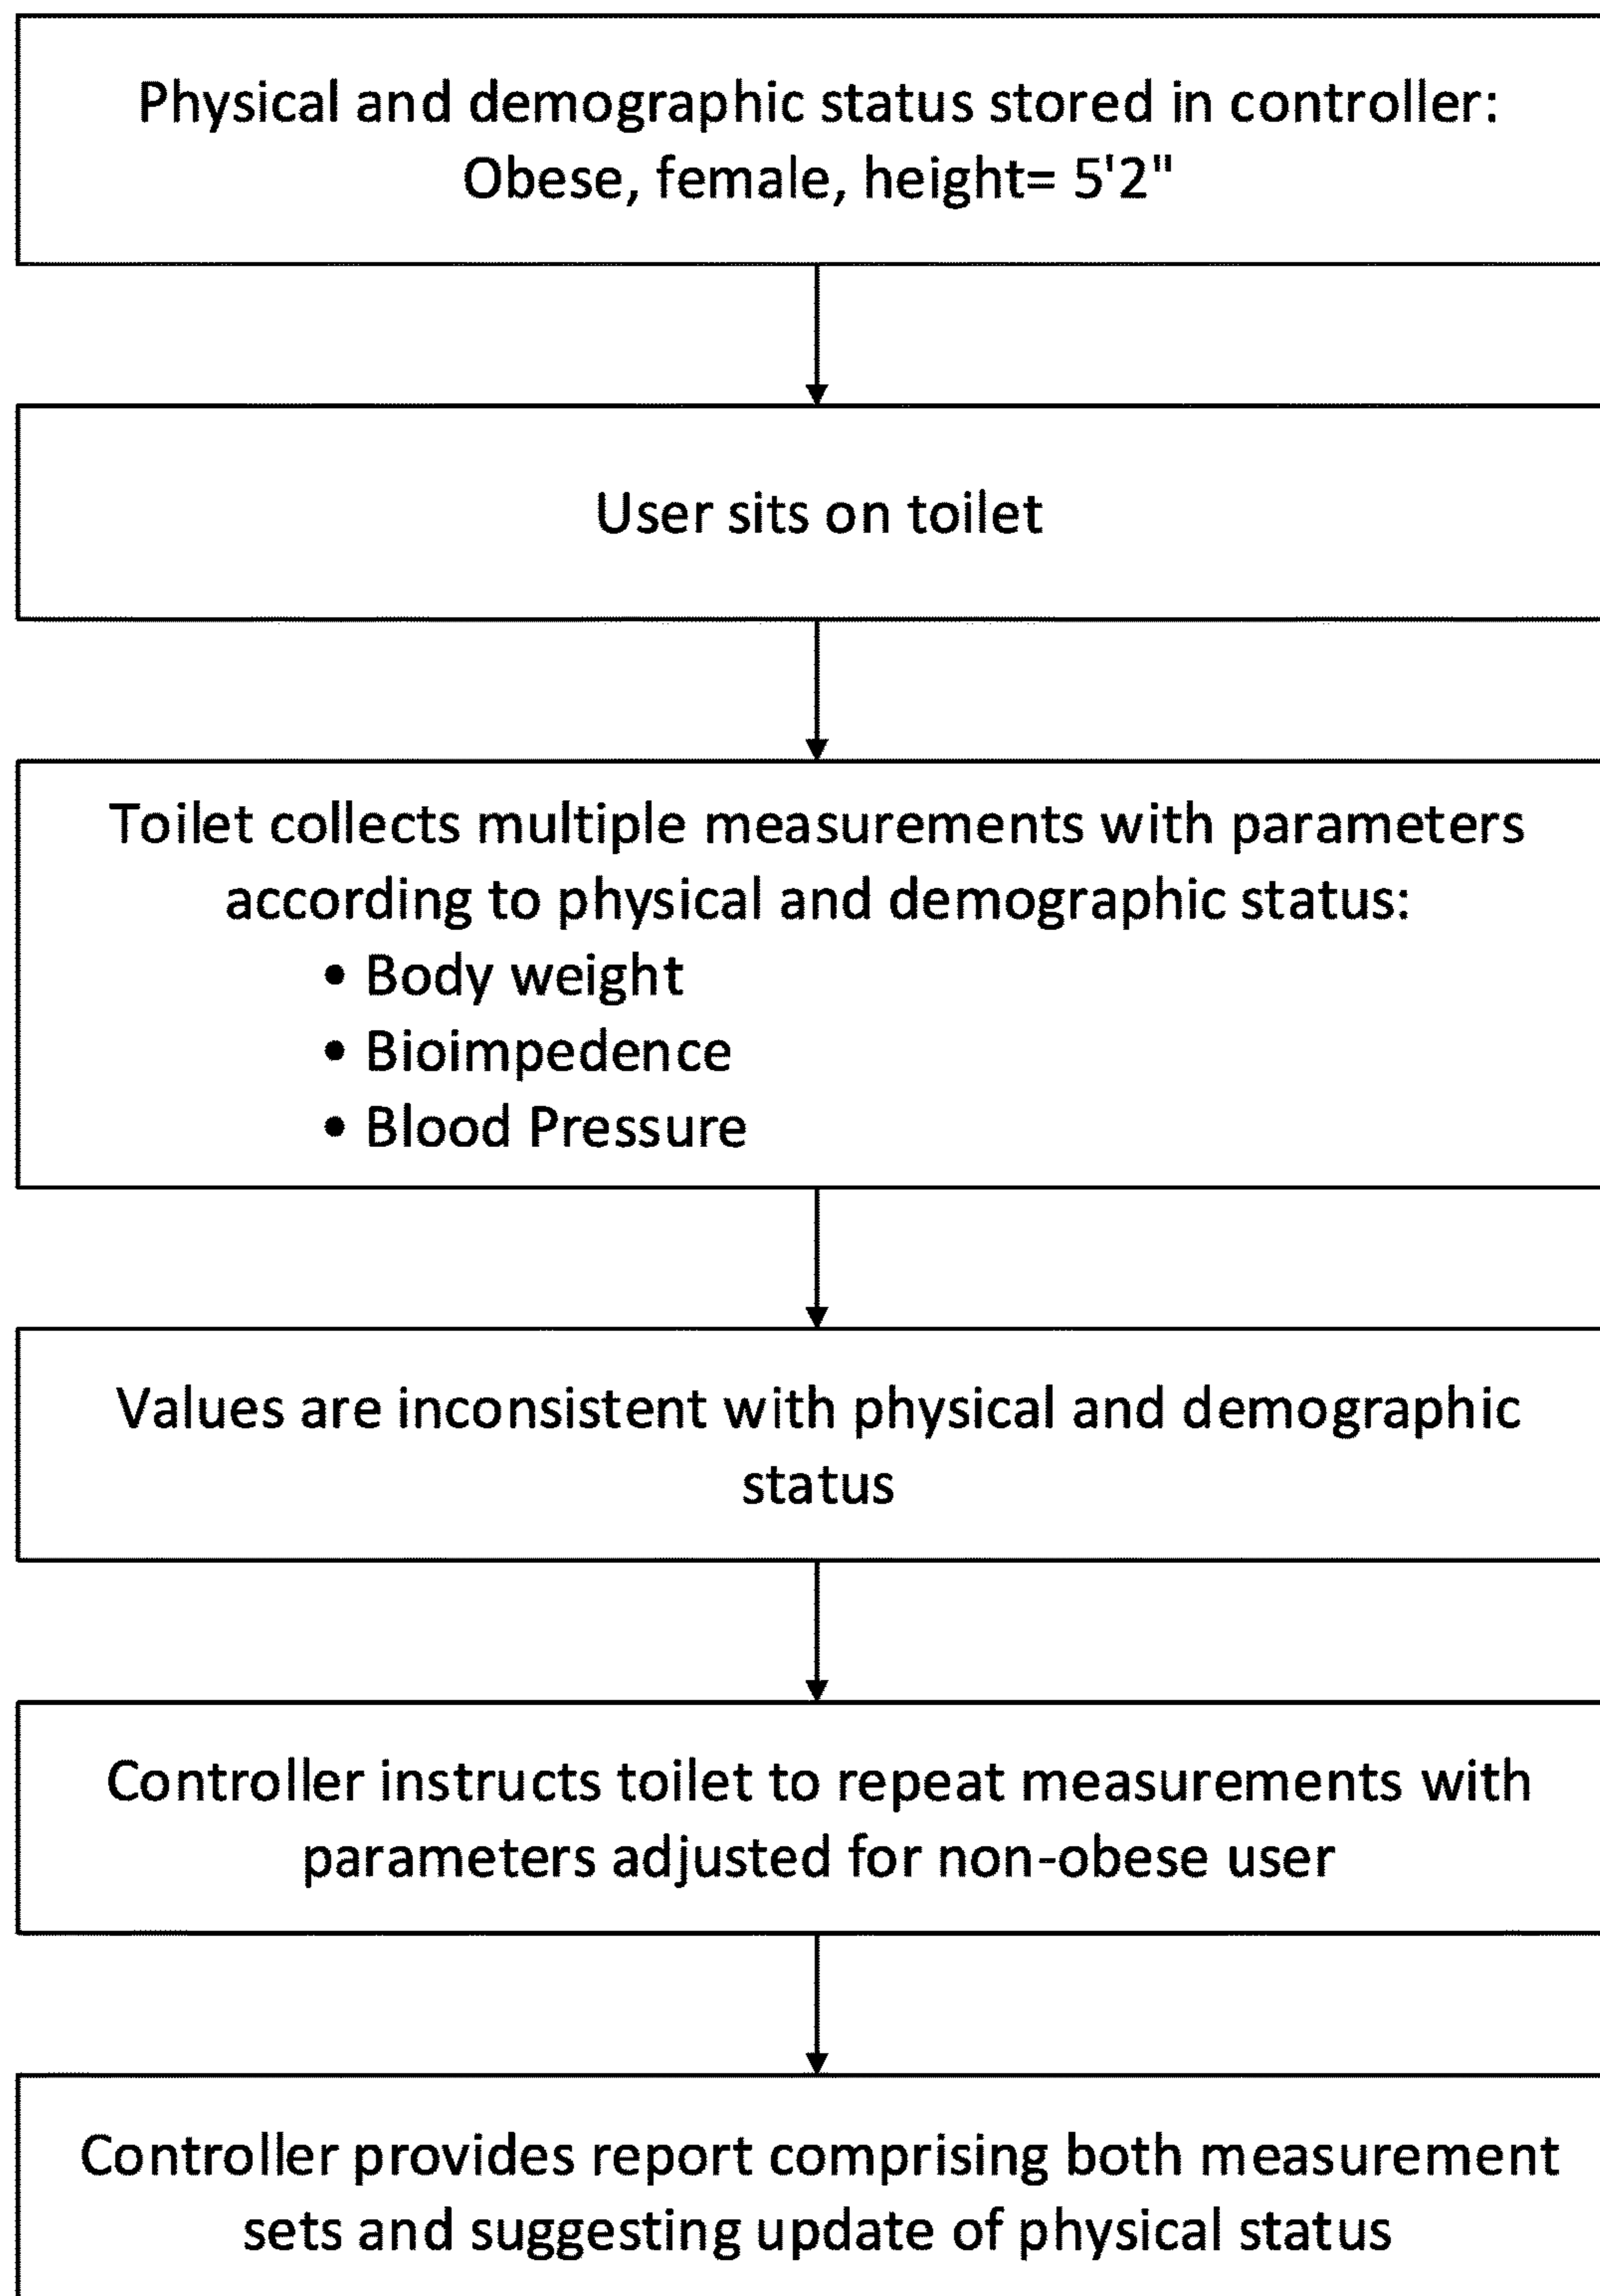 Physical and demographic status stored in controller:
Obese, female, height= 5'2"
User sits on toilet
Toilet collects multiple measurements with parameters
according to physical and demographic status:
• Body weight
• Bioimpedence
• Blood Pressure
Values are inconsistent with physical and demographic
status
Controller instructs toilet to repeat measurements with
parameters adjusted for non-obese user
Controller provides report comprising both measurement
sets and suggesting update of physical status